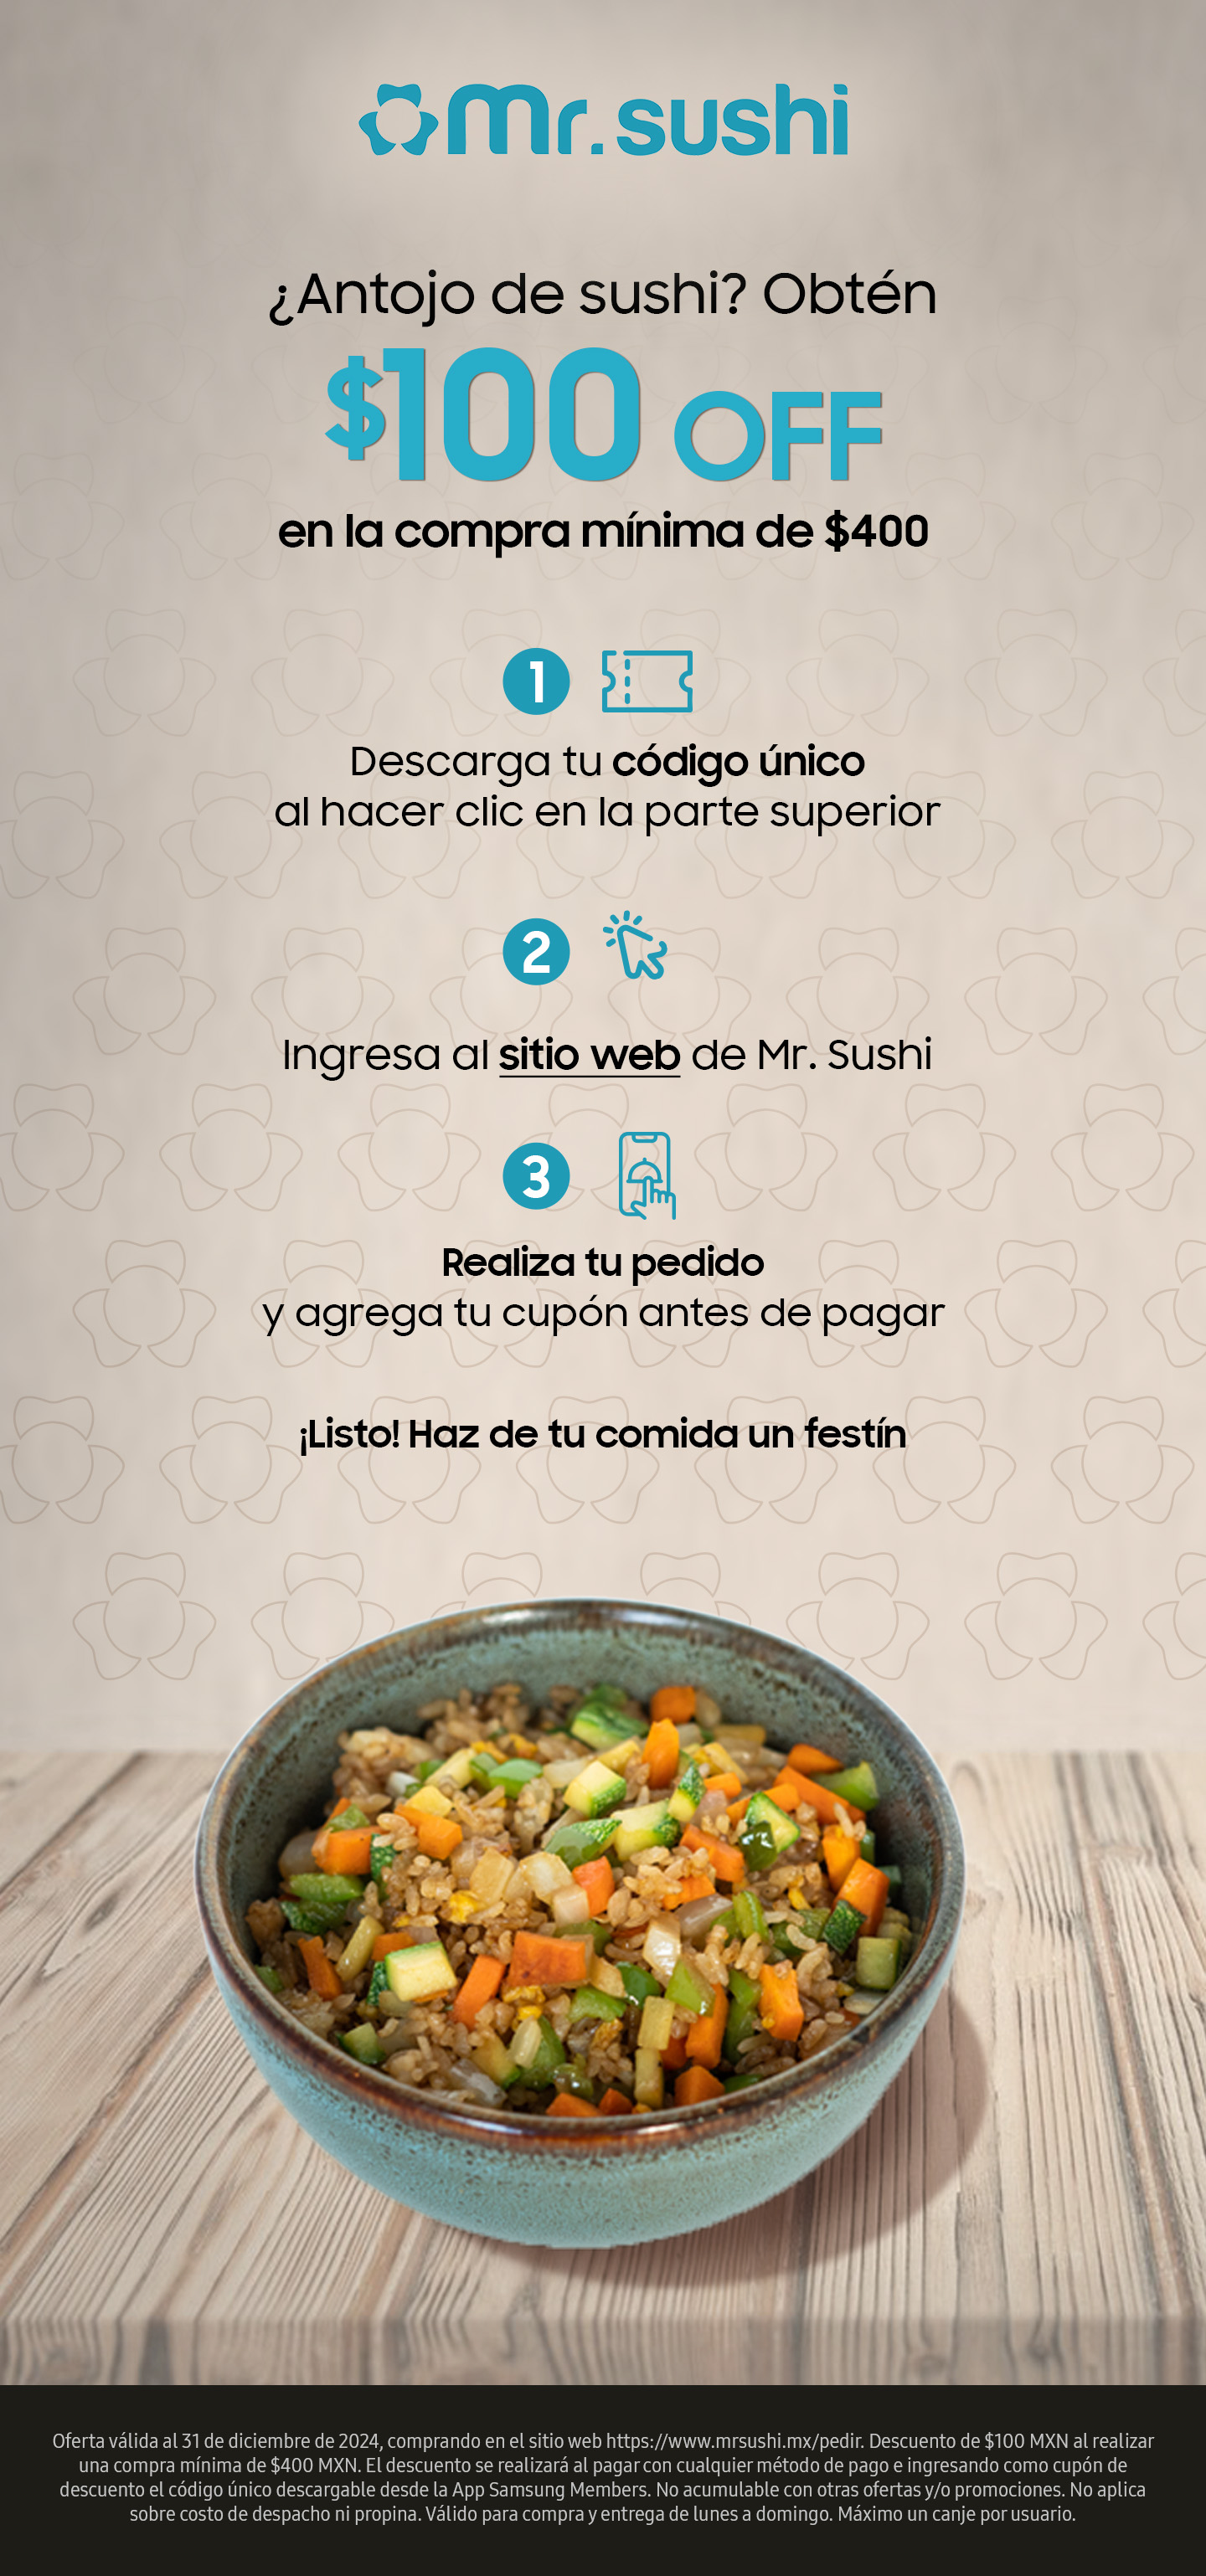 mr. sushi
¿Antojo de sushi? Obtén
$100 OFF
en la compra mínima de $400
1
Descarga tu código único
al hacer clic en la parte superior
2
Ingresa al sitio web de Mr. Sushi
3
Realiza tu pedido
y agrega tu cupón antes de pagar
¡Listo! Haz de tu comida un festín
Oferta válida al 31 de diciembre de 2024, comprando en el sitio web https://www.mrsushi.mx/pedir. Descuento de $100 MXN al realizar
una compra mínima de $400 MXN. El descuento se realizará al pagar con cualquier método de pago e ingresando como cupón de
descuento el código único descargable desde la App Samsung Members. No acumulable con otras ofertas y/o promociones. No aplica
sobre costo de despacho ni propina. Válido para compra y entrega de lunes a domingo. Máximo un canje por usuario.